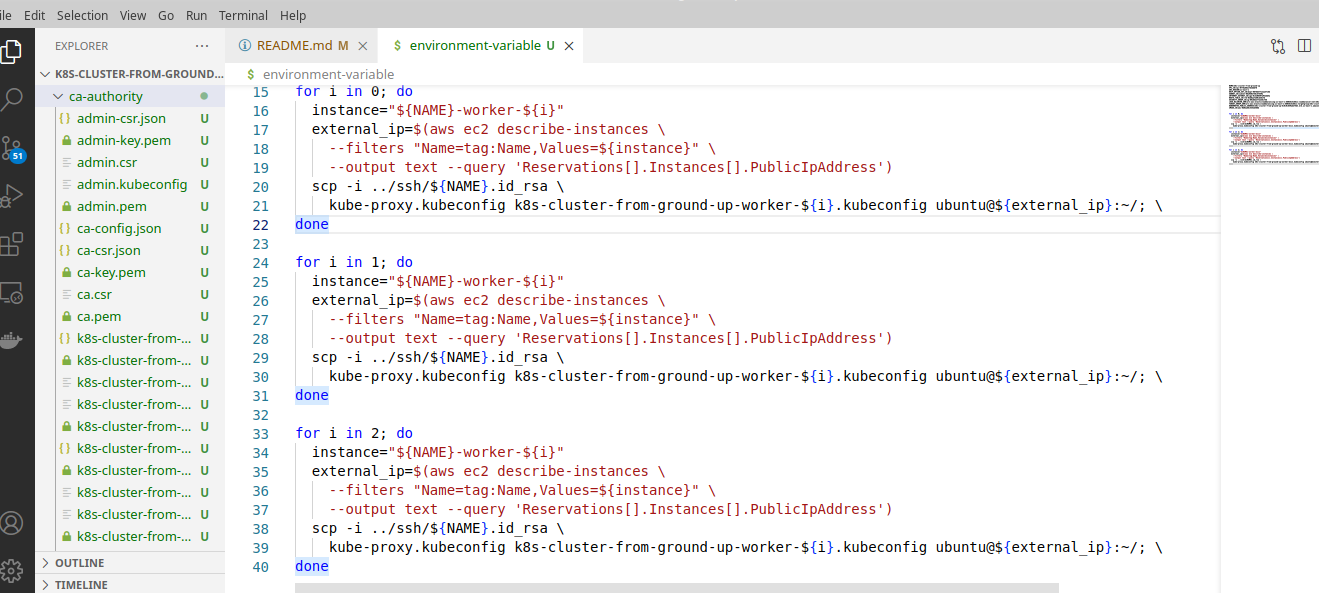 ile Edit Selection View Go Run Terminal Help
EXPLORER ···
README.md M
$ environment-variable U
K8S-CLUSTER-FROM-GROUND...
ca-authority
{} admin-csr.json U
admin-key.pem U
admin.csr U
admin.kubeconfig U
admin.pem U
{} ca-config.json U
{} ca-csr.json U
ca-key.pem U
ca.csr U
ca.pem U
{} k8s-cluster-from-... U
k8s-cluster-from-... U
k8s-cluster-from-... U
k8s-cluster-from-... U
k8s-cluster-from-... U
{} k8s-cluster-from-... U
k8s-cluster-from-... U
k8s-cluster-from-... U
k8s-cluster-from-... U
k8s-cluster-from-... U
OUTLINE
TIMELINE
51
$ environment-variable
15 for i in 0; do
16 instance="${NAME}-worker-${i}"
17 external_ip=$(aws ec2 describe-instances \
18 --filters "Name=tag:Name,Values=${instance}" \
19 --output text --query 'Reservations[].Instances[].PublicIpAddress')
20 scp -i ../ssh/${NAME}.id_rsa \
21 kube-proxy.kubeconfig k8s-cluster-from-ground-up-worker-${i}.kubeconfig ubuntu@${external_ip}:~/; \
22 done
23
24 for i in 1; do
25 instance="${NAME}-worker-${i}"
26 external_ip=$(aws ec2 describe-instances \
27 --filters "Name=tag:Name,Values=${instance}" \
28 --output text --query 'Reservations[].Instances[].PublicIpAddress')
29 scp -i ../ssh/${NAME}.id_rsa \
30 kube-proxy.kubeconfig k8s-cluster-from-ground-up-worker-${i}.kubeconfig ubuntu@${external_ip}:~/; \
31 done
32
33 for i in 2; do
34 instance="${NAME}-worker-${i}"
35 external_ip=$(aws ec2 describe-instances \
36 --filters "Name=tag:Name,Values=${instance}" \
37 --output text --query 'Reservations[].Instances[].PublicIpAddress')
38 scp -i ../ssh/${NAME}.id_rsa \
39 kube-proxy.kubeconfig k8s-cluster-from-ground-up-worker-${i}.kubeconfig ubuntu@${external_ip}:~/; \
40 done